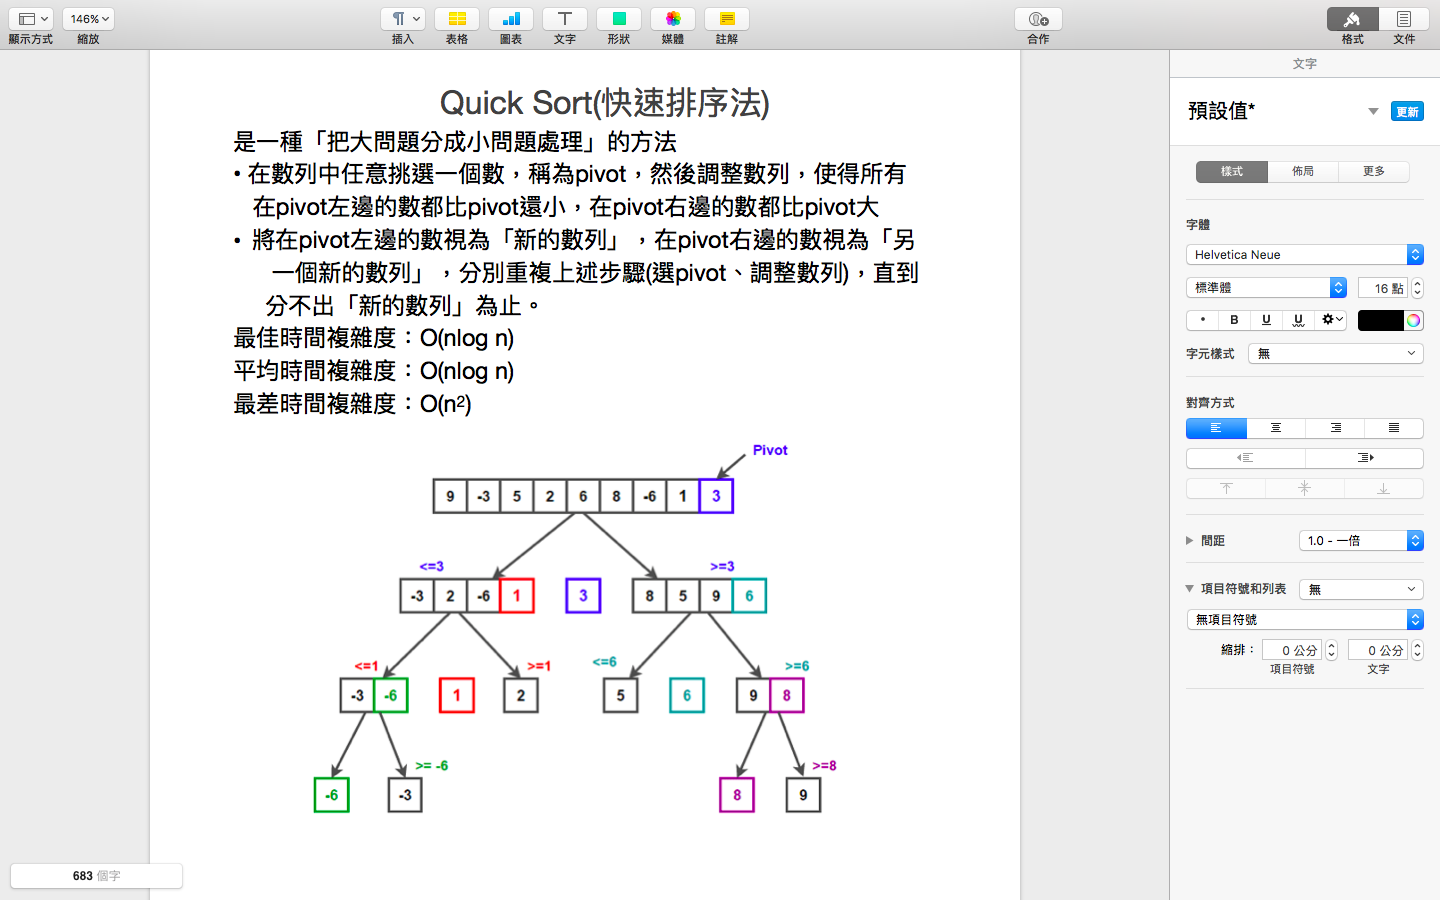 146%
顯示方式
縮放
插入
表格
圖表
文字
形狀
媒體
註解
合作
格式
文件
Quick Sort(快速排序法)
是一種「把大問題分成小問題處理」的方法
• 在數列中任意挑選一個數，稱為pivot，然後調整數列，使得所有
在pivot左邊的數都比pivot還小，在pivot右邊的數都比pivot大
• 將在pivot左邊的數視為「新的數列」，在pivot右邊的數視為「另
一個新的數列」，分別重複上述步驟(選pivot、調整數列)，直到
分不出「新的數列」為止。
最佳時間複雜度：O(nlog n)
平均時間複雜度：O(nlog n)
最差時間複雜度：O(n²)
Pivot
9 -3 5 2 6 8 -6 1 3
<=3 >=3
-3 2 -6 1 3 8 5 9 6
<=1 >=1 <=6 >=6
-3 -6 1 2 5 6 9 8
>= -6 >=8
-6 -3 8 9
683 個字
文字
預設值*
更新
樣式 佈局 更多
字體
Helvetica Neue
標準體
16 點
B U U
字元樣式 無
對齊方式
間距 1.0 - 一倍
項目符號和列表 無
無項目符號
縮排： 0 公分 0 公分
項目符號 文字